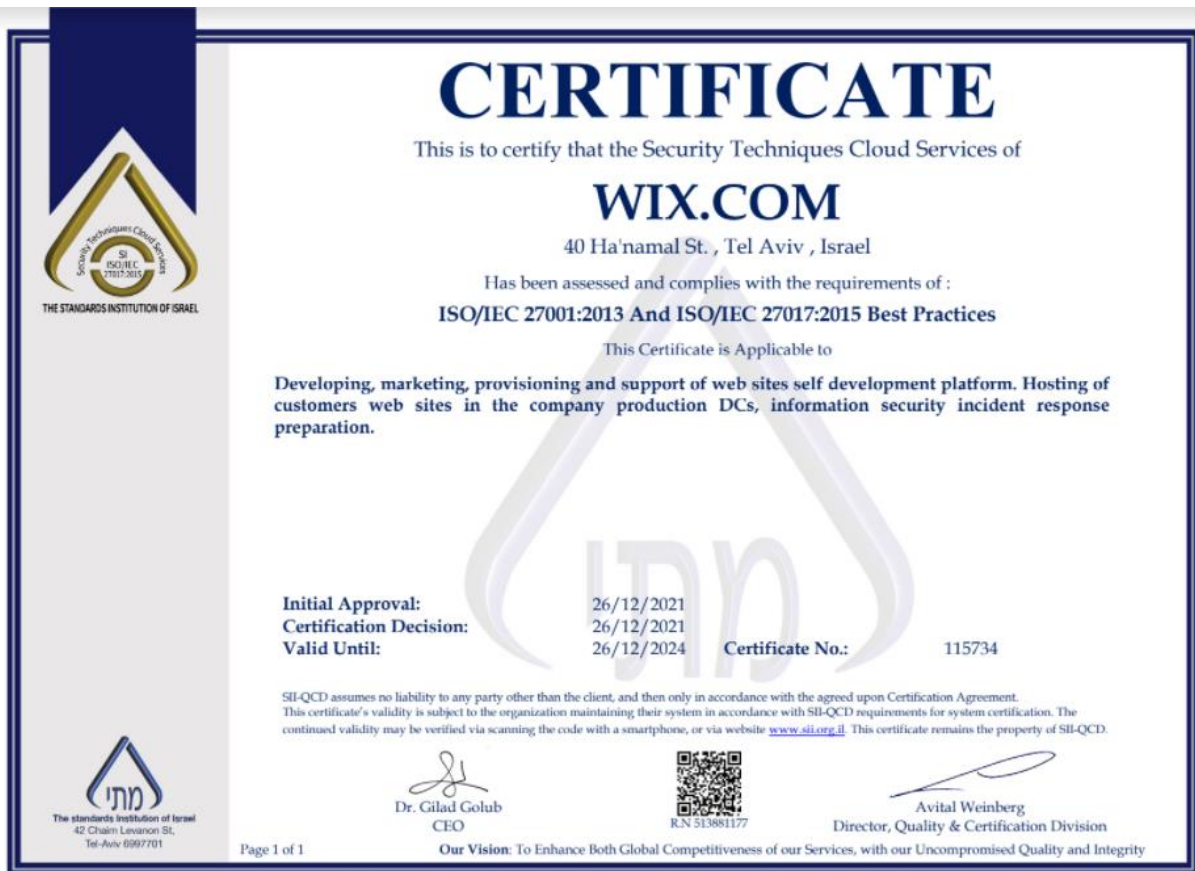 CERTIFICATE
This is to certify that the Security Techniques Cloud Services of
WIX.COM
40 Ha'namal St. , Tel Aviv , Israel
Has been assessed and complies with the requirements of :
ISO/IEC 27001:2013 And ISO/IEC 27017:2015 Best Practices
This Certificate is Applicable to
Developing, marketing, provisioning and support of web sites self development platform. Hosting of
customers web sites in the company production DCs, information security incident response
preparation.
Security Techniques Cloud Services
SI
ISO/IEC
27017:2015
THE STANDARDS INSTITUTION OF ISRAEL
מתי
Initial Approval: 26/12/2021
Certification Decision: 26/12/2021
Valid Until: 26/12/2024 Certificate No.: 115734
SII-QCD assumes no liability to any party other than the client, and then only in accordance with the agreed upon Certification Agreement.
This certificate's validity is subject to the organization maintaining their system in accordance with SII-QCD requirements for system certification. The
continued validity may be verified via scanning the code with a smartphone, or via website www.sii.org.il. This certificate remains the property of SII-QCD.
מתי
The standards Institution of Israel
42 Chaim Levanon St,
Tel-Aviv 6997701
Dr. Gilad Golub
CEO
R.N 513881177
Avital Weinberg
Director, Quality & Certification Division
Page 1 of 1 Our Vision: To Enhance Both Global Competitiveness of our Services, with our Uncompromised Quality and Integrity